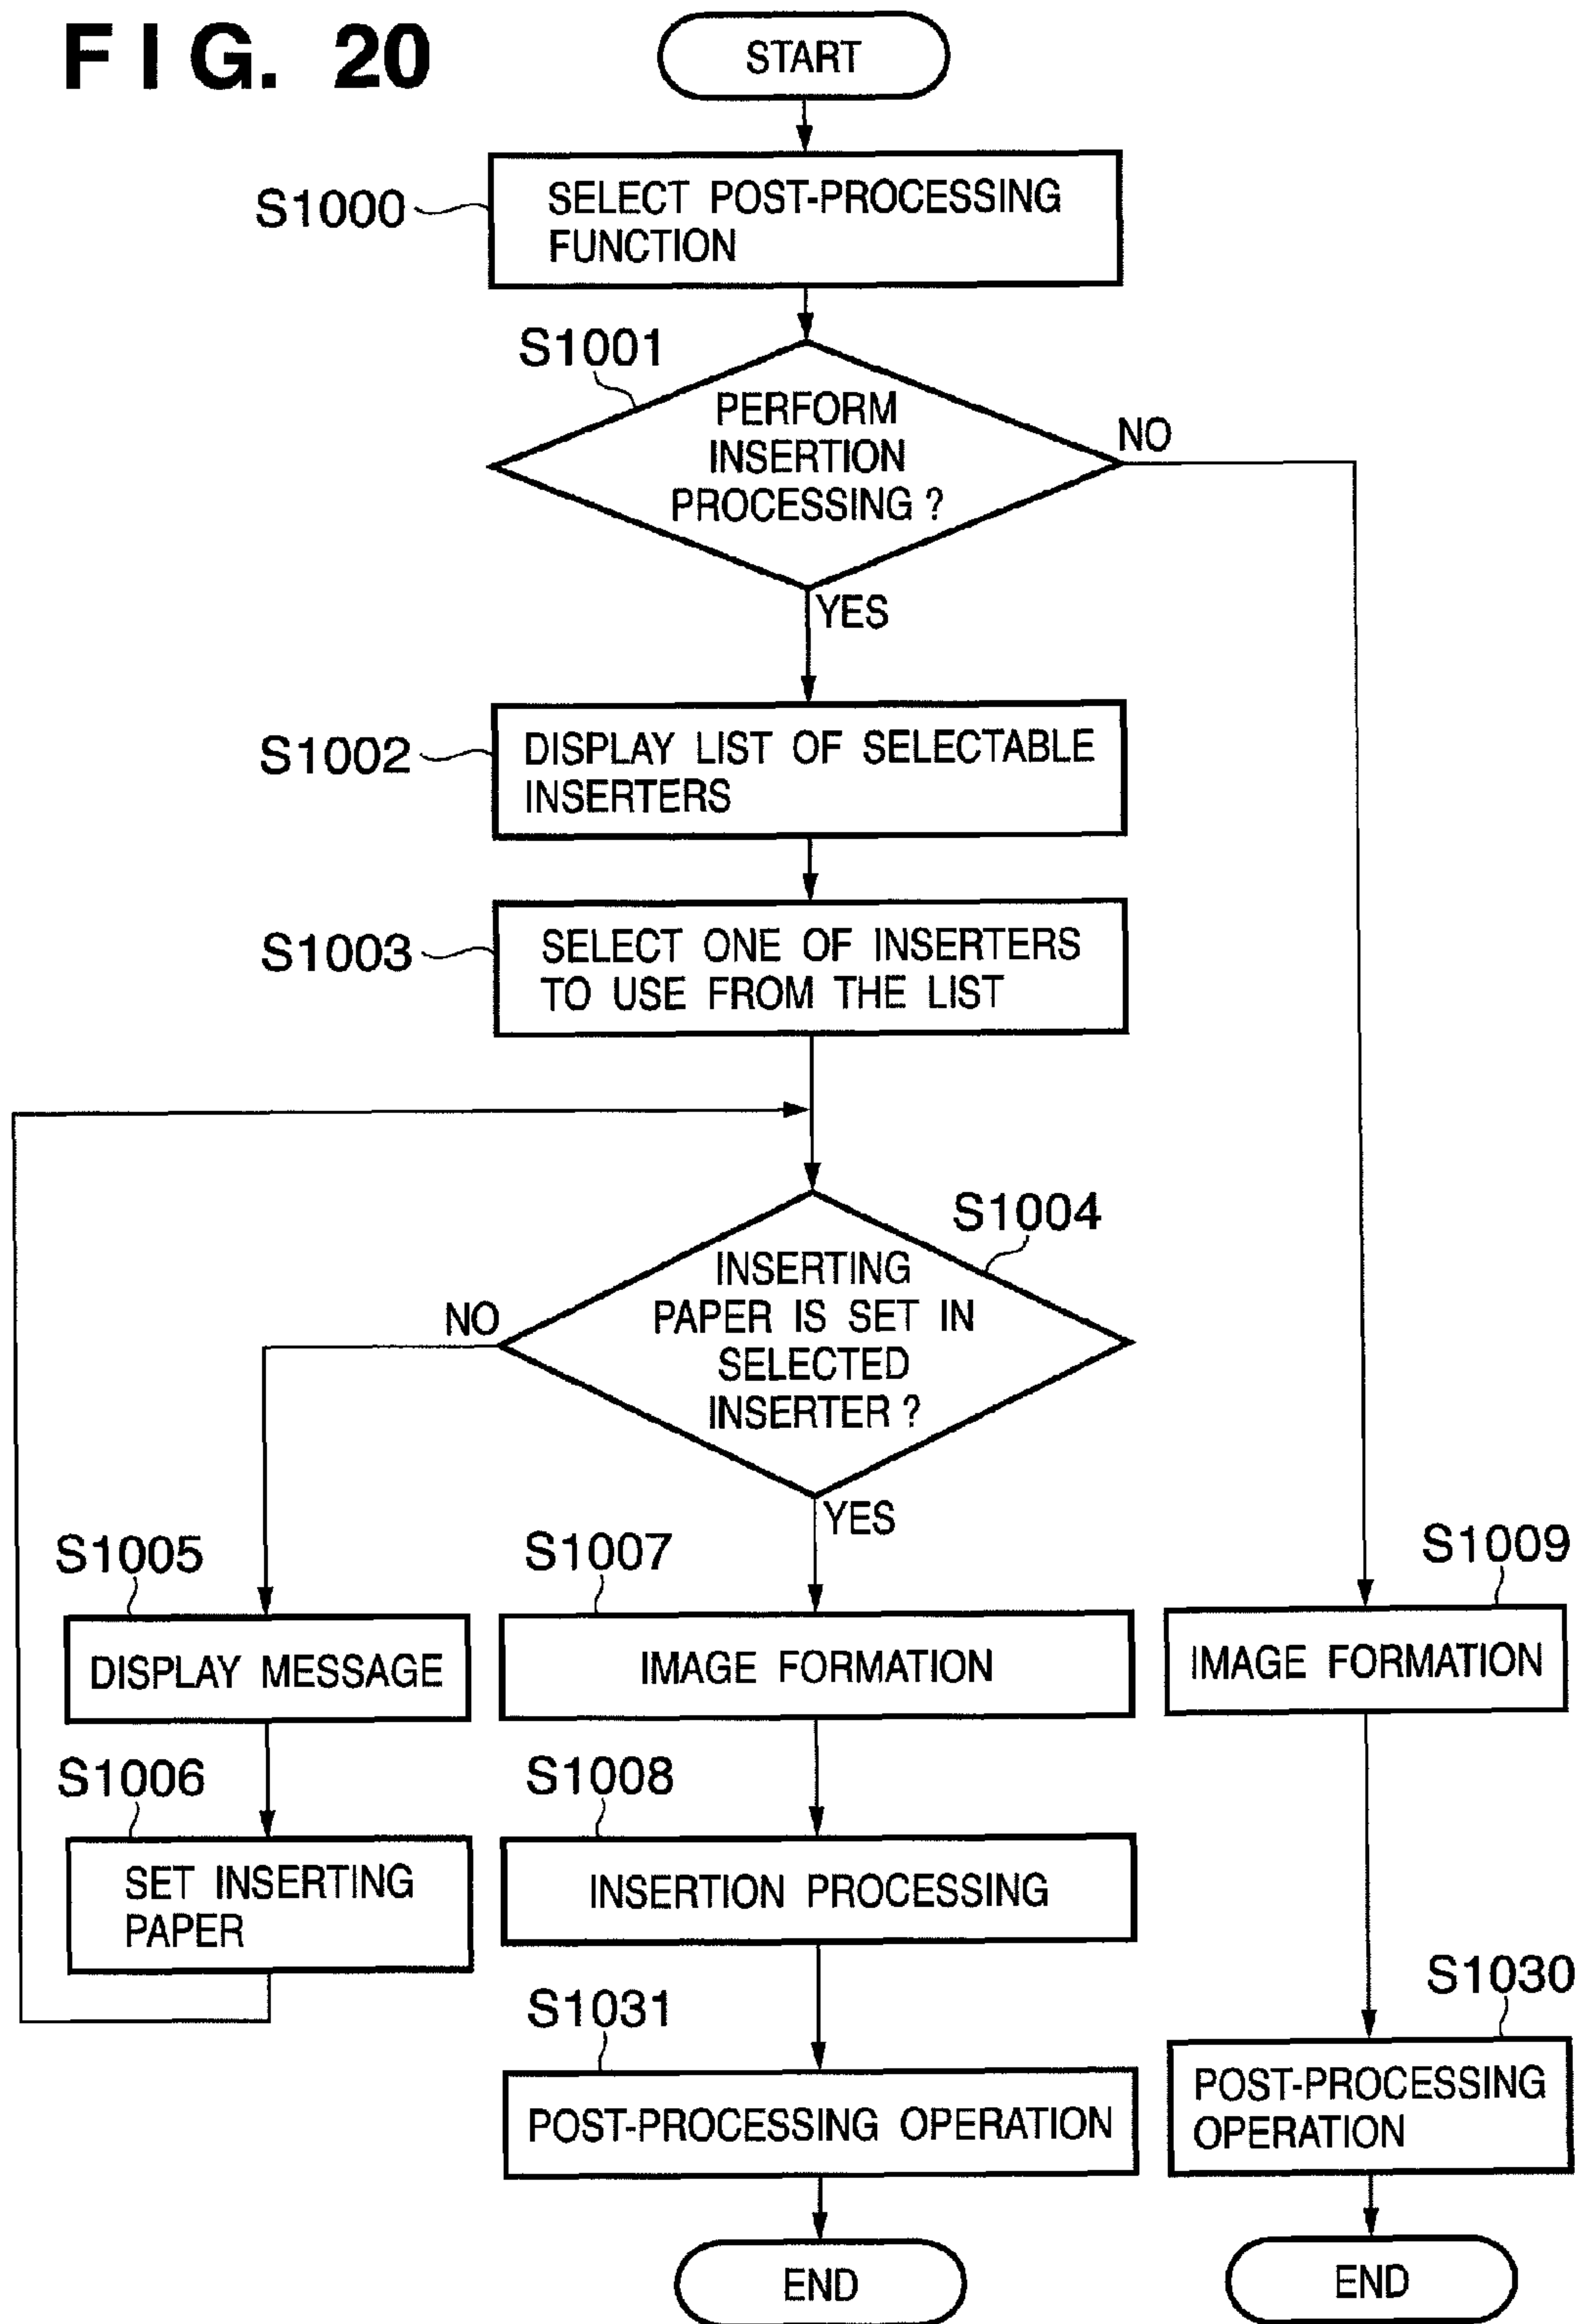 FIG. 20
START
S1000
SELECT POST-PROCESSING
FUNCTION
S1001
PERFORM
INSERTION
PROCESSING ?
NO
YES
S1002
DISPLAY LIST OF SELECTABLE
INSERTERS
S1003
SELECT ONE OF INSERTERS
TO USE FROM THE LIST
S1004
INSERTING
PAPER IS SET IN
SELECTED
INSERTER ?
NO
YES
S1005
DISPLAY MESSAGE
S1006
SET INSERTING
PAPER
S1007
IMAGE FORMATION
S1008
INSERTION PROCESSING
S1031
POST-PROCESSING OPERATION
END
S1009
IMAGE FORMATION
S1030
POST-PROCESSING
OPERATION
END